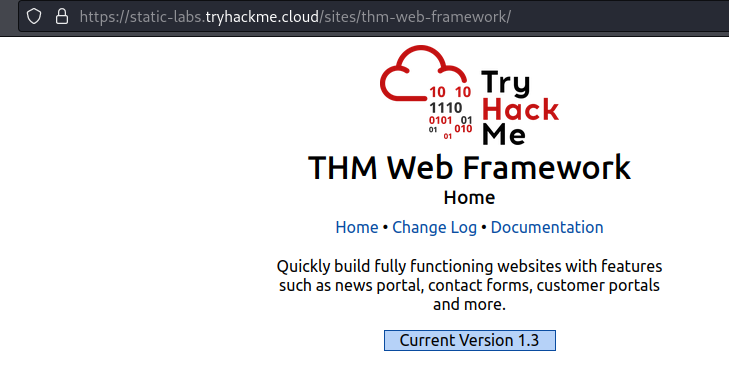 https://static-labs.tryhackme.cloud/sites/thm-web-framework/
10 10
1110
0101 01
01 010
01
Try
Hack
Me
THM Web Framework
Home
Home • Change Log • Documentation
Quickly build fully functioning websites with features
such as news portal, contact forms, customer portals
and more.
Current Version 1.3